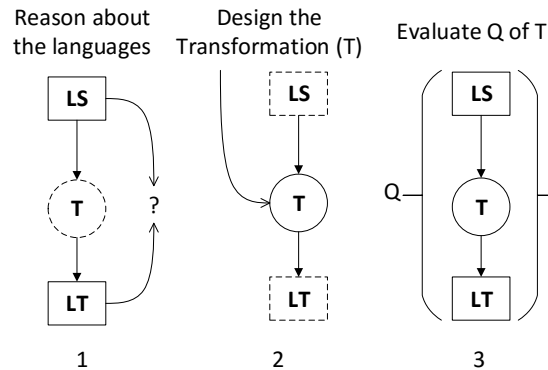 Reason about
the languages
LS
T
?
LT
1
Design the
Transformation (T)
LS
T
LT
2
Evaluate Q of T
LS
Q
T
LT
3